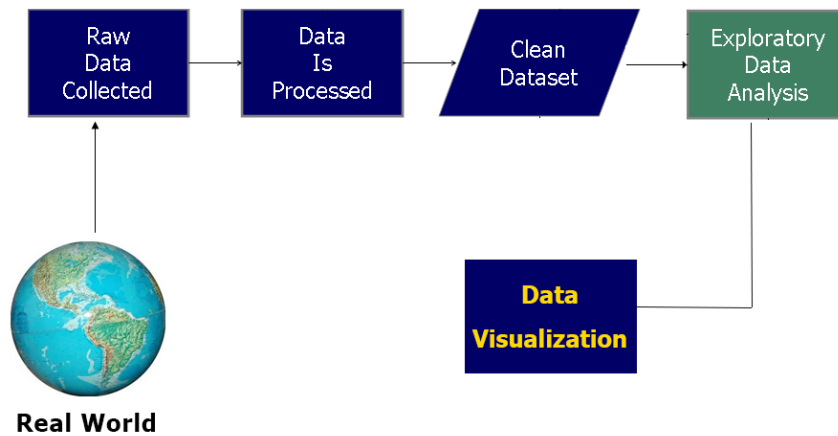 Raw
Data
Collected
Data
Is
Processed
Clean
Dataset
Exploratory
Data
Analysis
Data
Visualization
Real World